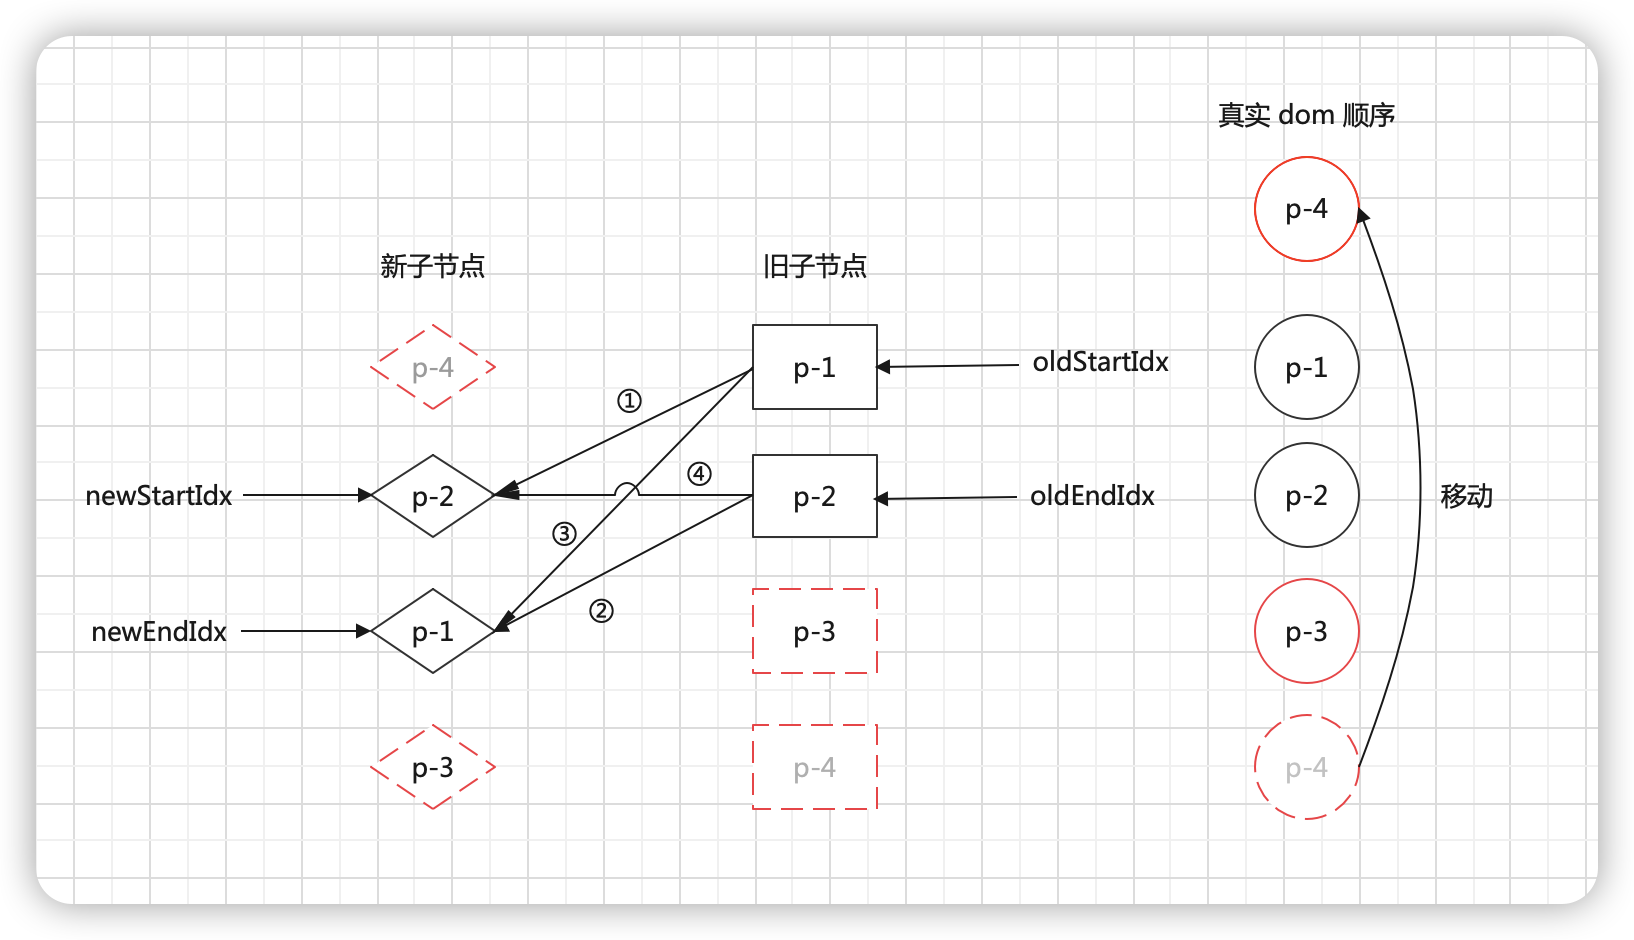 真实 dom 顺序
p-4
新子节点
旧子节点
p-4
p-1
oldStartIdx
p-1
①
④
newStartIdx
p-2
p-2
oldEndIdx
p-2
移动
③
②
newEndIdx
p-1
p-3
p-3
p-3
p-4
p-4